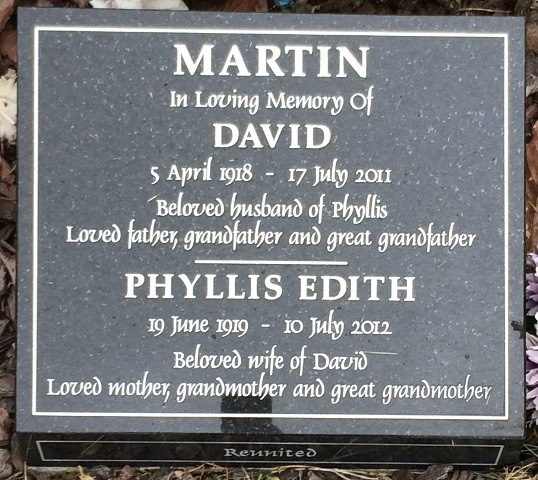 MARTIN
In Loving Memory Of
DAVID
5 April 1918 - 17 July 2011
Beloved husband of Phyllis
Loved father, grandfather and great grandfather
PHYLLIS EDITH
19 June 1919 - 10 July 2012
Beloved wife of David
Loved mother, grandmother and great grandmother,
Reunited